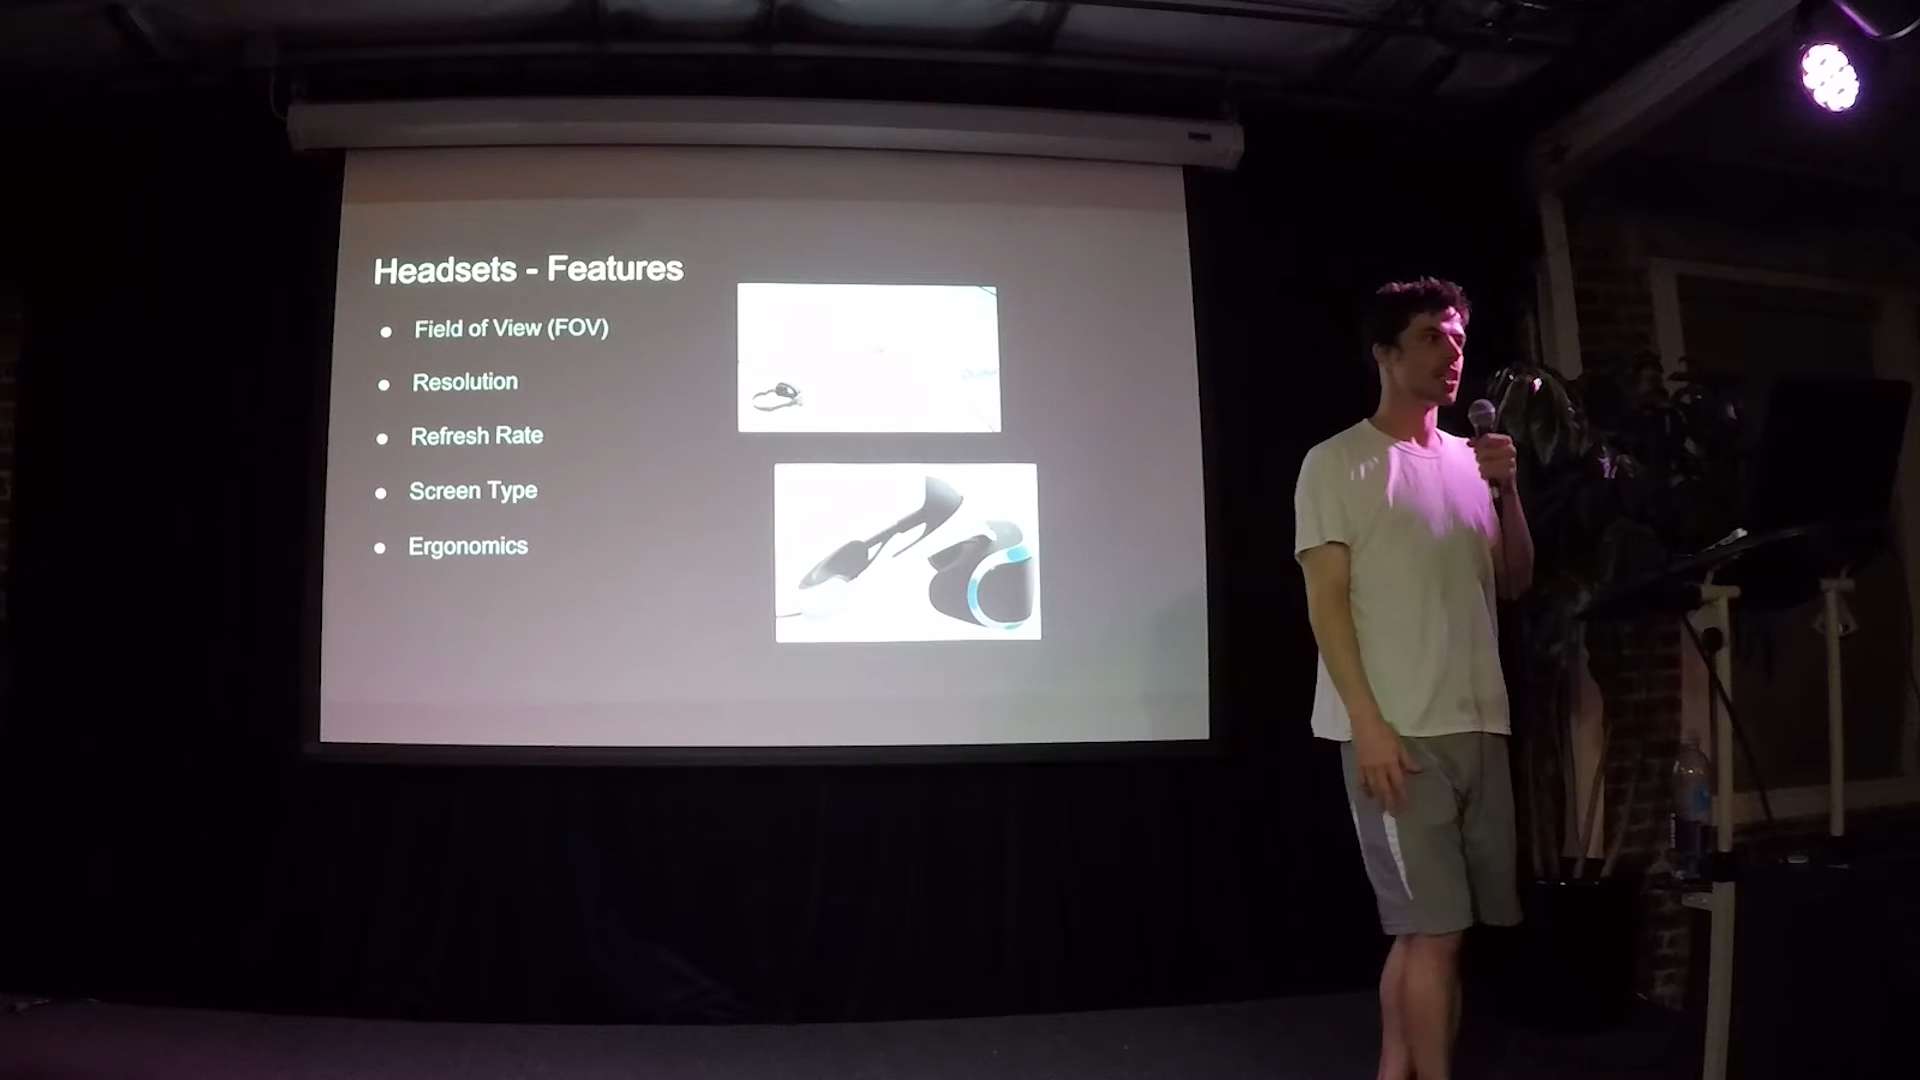 Headsets - Features
● Field of View (FOV)
● Resolution
● Refresh Rate
● Screen Type
● Ergonomics